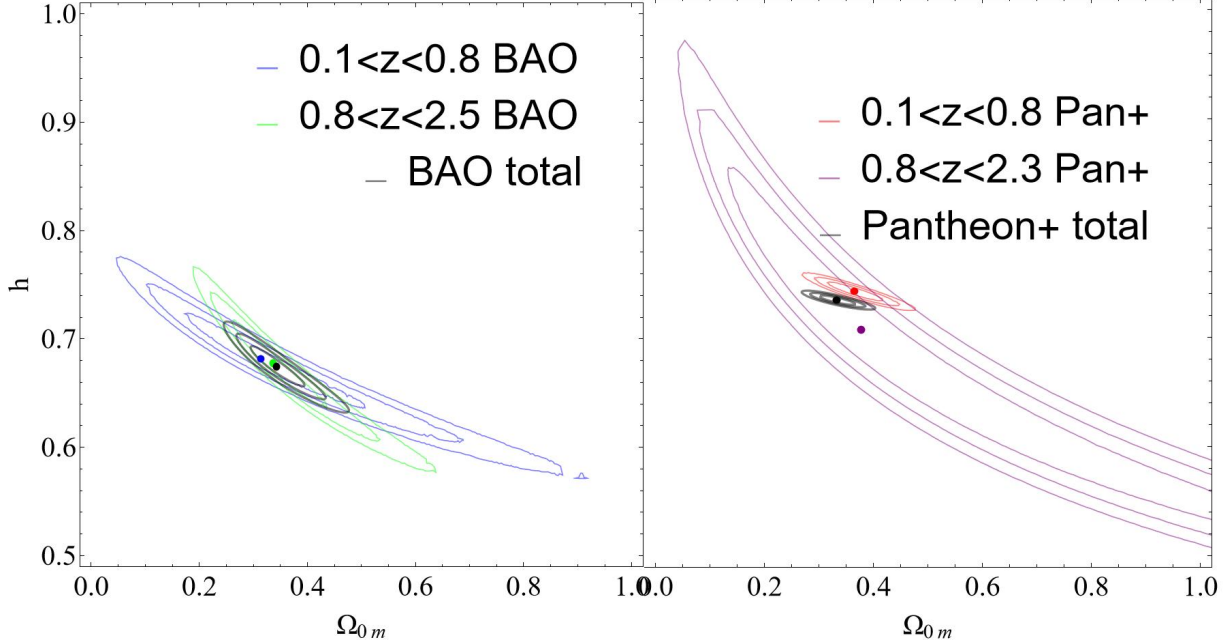 1.0
0.9
0.8
0.7
0.6
0.5
h
0.1<z<0.8 BAO
0.8<z<2.5 BAO
BAO total
0.0 0.2 0.4 0.6 0.8 1.0
Ω0 m
0.1<z<0.8 Pan+
0.8<z<2.3 Pan+
Pantheon+ total
0.0 0.2 0.4 0.6 0.8 1.0
Ω0 m